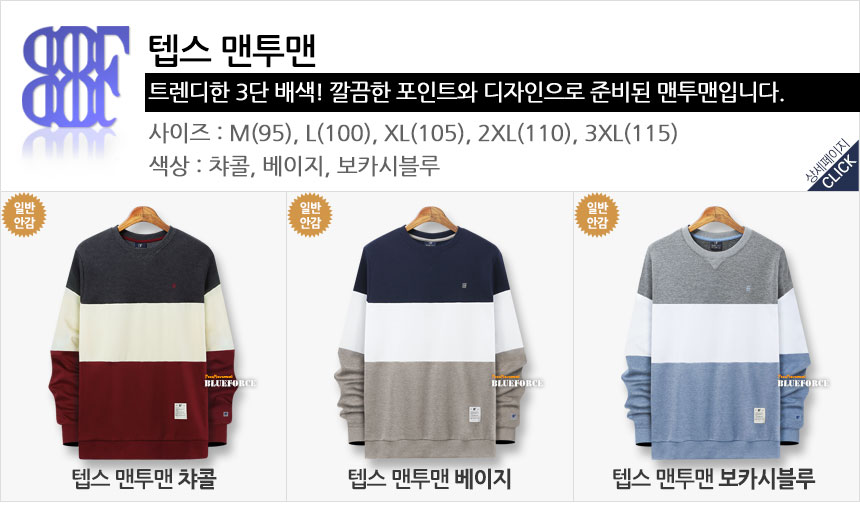 88F
텝스 맨투맨
트렌디한 3단 배색! 깔끔한 포인트와 디자인으로 준비된 맨투맨입니다.
사이즈 : M(95), L(100), XL(105), 2XL(110), 3XL(115)
색상 : 챠콜, 베이지, 보카시블루
상세페이지
CLICK
일반
안감
일반
안감
일반
안감
BLUEFORCE
BLUEFORCE
BLUEFORCE
텝스 맨투맨 챠콜
텝스 맨투맨 베이지
텝스 맨투맨 보카시블루